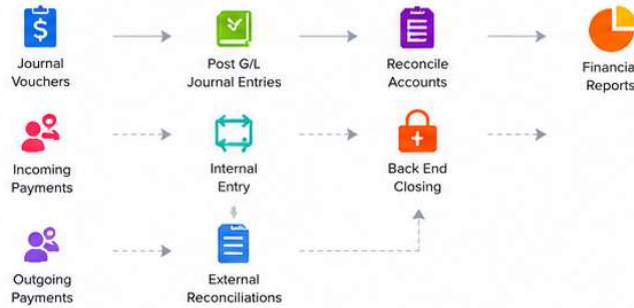 Journal
Vouchers
Post G/L
Journal Entries
Reconcile
Accounts
Financial
Reports
Incoming
Payments
Internal
Entry
Back End
Closing
Outgoing
Payments
External
Reconciliations